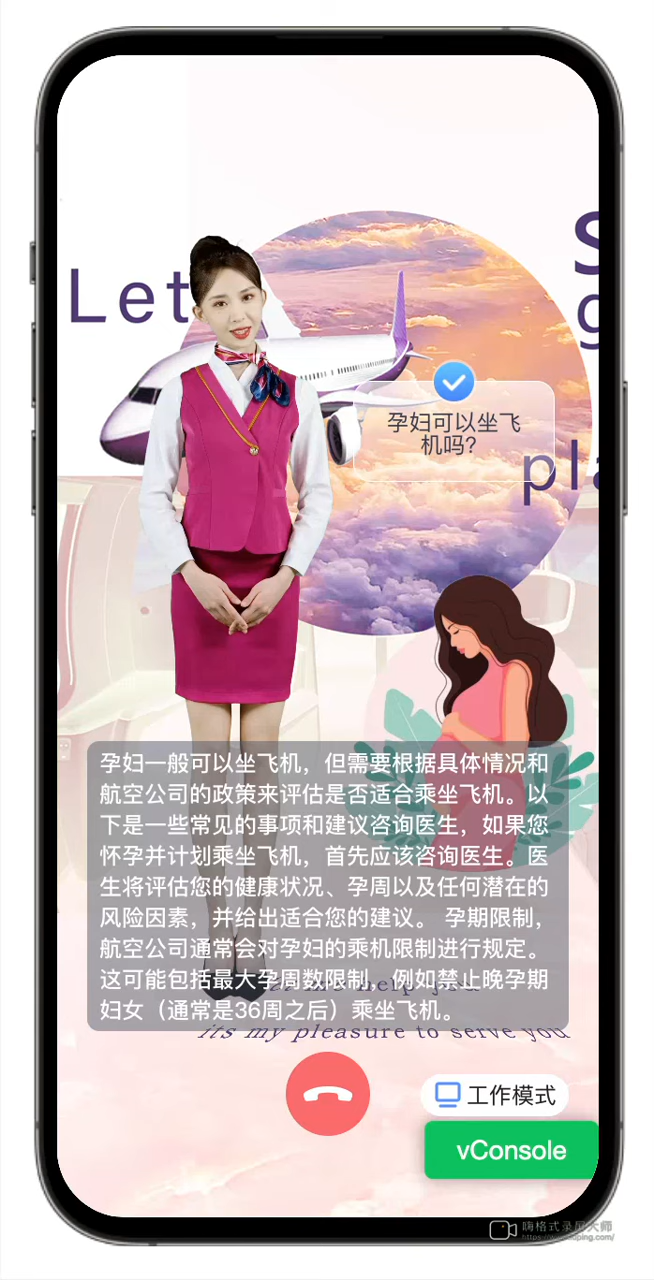 Let
S
g
pla
孕妇可以坐飞
机吗?
孕妇一般可以坐飞机，但需要根据具体情况和
航空公司的政策来评估是否适合乘坐飞机。以
下是一些常见的事项和建议咨询医生，如果您
怀孕并计划乘坐飞机，首先应该咨询医生。医
生将评估您的健康状况、孕周以及任何潜在的
风险因素，并给出适合您的建议。 孕期限制，
航空公司通常会对孕妇的乘机限制进行规定。
这可能包括最大孕周数限制，例如禁止晚孕期
妇女（通常是36周之后）乘坐飞机。
help you
its my pleasure to serve you
工作模式
vConsole
嗨格式录屏大师